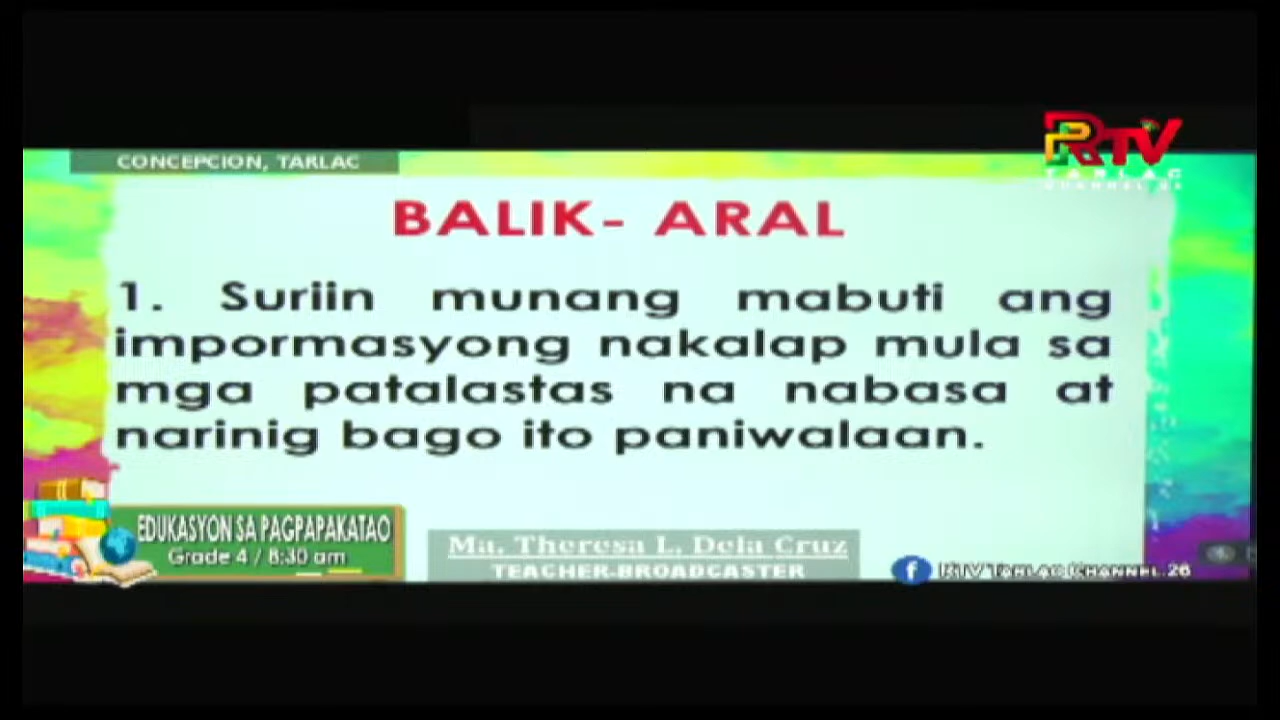 CONCEPCION, TARLAC
RTV
TARLAC
CHANNEL 26
BALIK- ARAL
1. Suriin munang mabuti ang
impormasyong nakalap mula sa
mga patalastas na nabasa at
narinig bago ito paniwalaan.
EDUKASYON SA PAGPAPAKATAO
Grade 4 / 8:30 am
Ma. Theresa L. Dela Cruz
TEACHER-BROADCASTER
RTV TARLAC CHANNEL 26